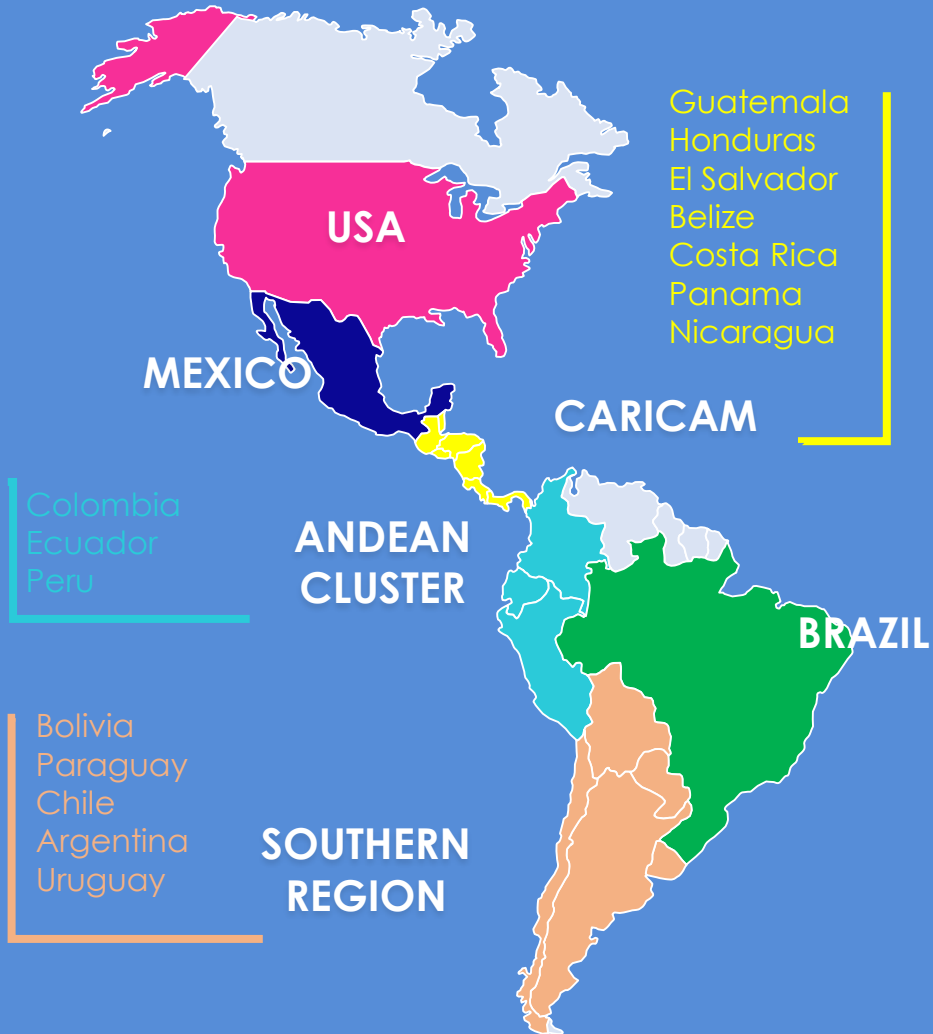 Guatemala
Honduras
El Salvador
Belize
Costa Rica
Panama
Nicaragua
USA
MEXICO
CARICAM
Colombia
Ecuador
Peru
ANDEAN
CLUSTER
BRAZIL
Bolivia
Paraguay
Chile
Argentina
Uruguay
SOUTHERN
REGION